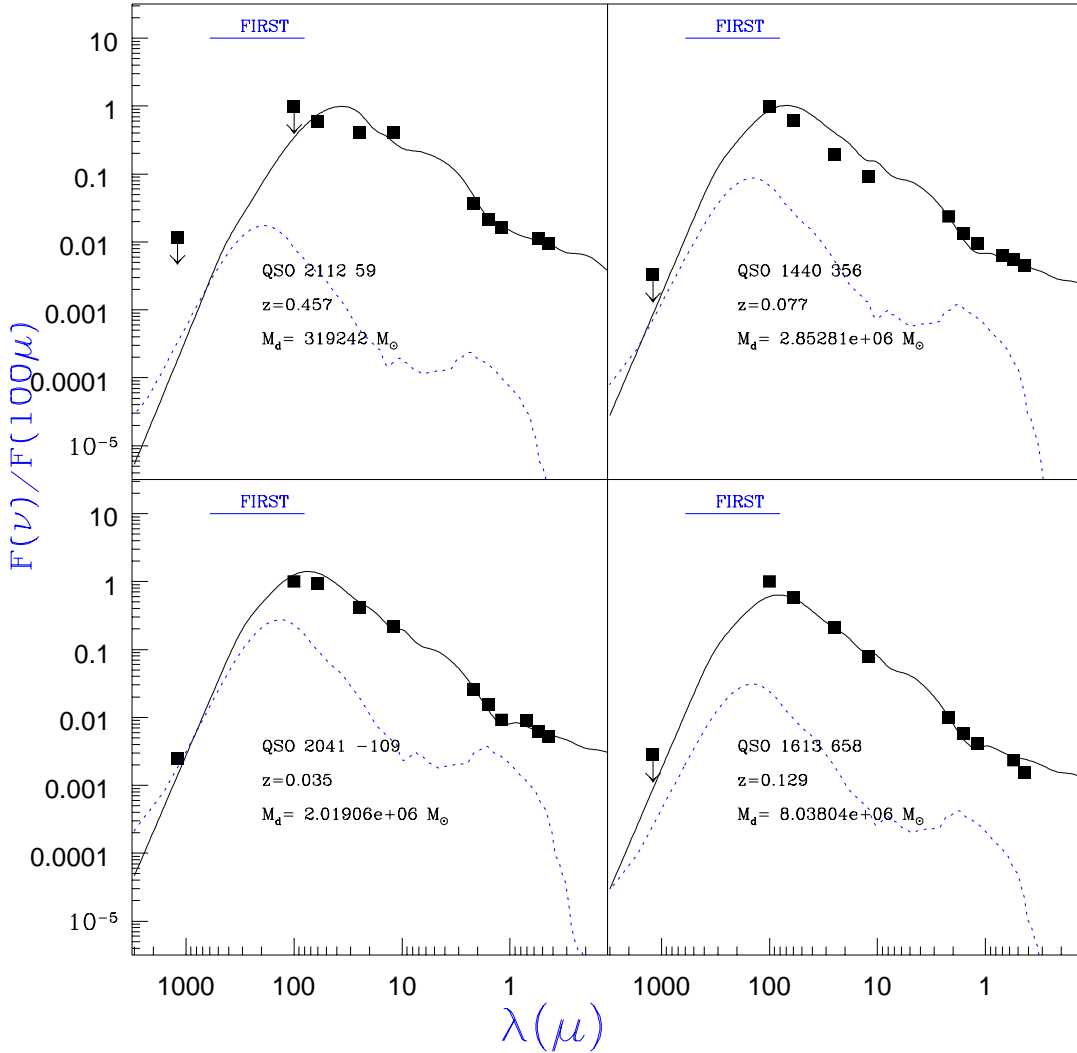 F(ν)/F(100μ)
FIRST
10
1
0.1
0.01
0.001
0.0001
10⁻⁵
QSO 2112 59
z=0.457
M_d= 319242 M_⊙
FIRST
QSO 1440 356
z=0.077
M_d= 2.85281e+06 M_⊙
FIRST
10
1
0.1
0.01
0.001
0.0001
10⁻⁵
QSO 2041 −109
z=0.035
M_d= 2.01906e+06 M_⊙
FIRST
QSO 1613 658
z=0.129
M_d= 8.03804e+06 M_⊙
1000 100 10 1
1000 100 10 1
λ(μ)